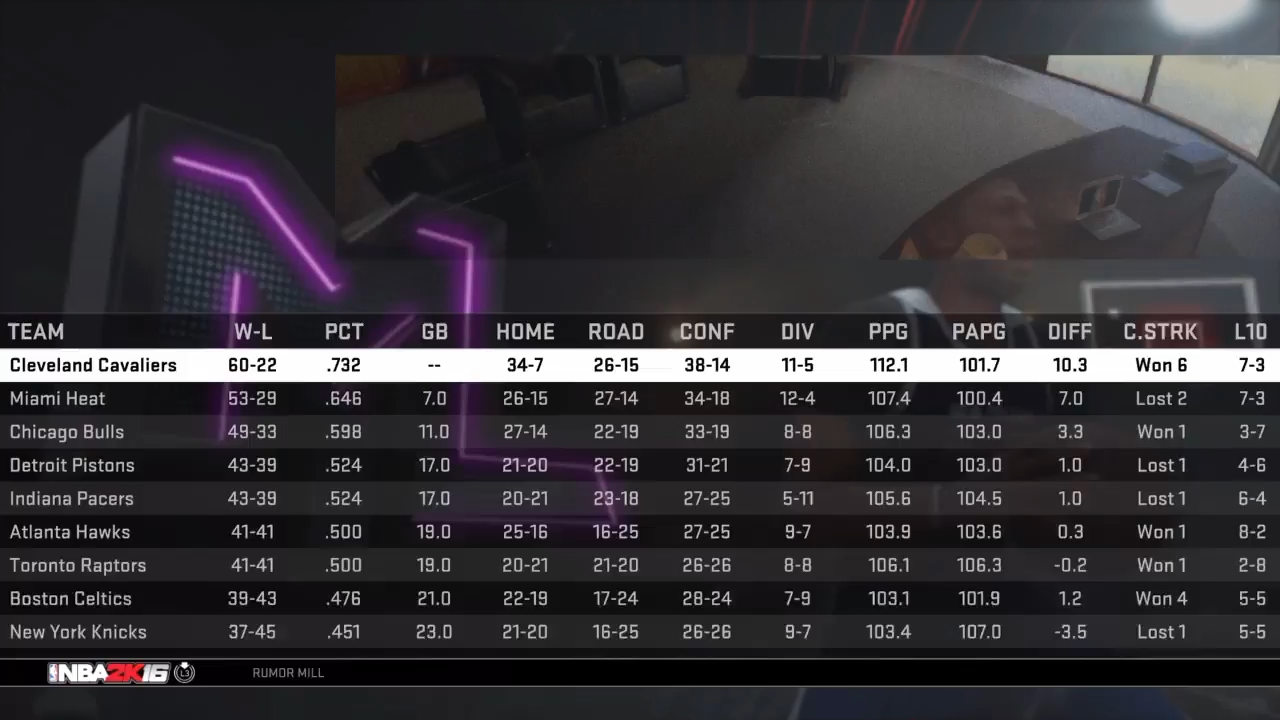 TEAM W-L PCT GB HOME ROAD CONF DIV PPG PAPG DIFF C.STRK L10
Cleveland Cavaliers 60-22 .732 -- 34-7 26-15 38-14 11-5 112.1 101.7 10.3 Won 6 7-3
Miami Heat 53-29 .646 7.0 26-15 27-14 34-18 12-4 107.4 100.4 7.0 Lost 2 7-3
Chicago Bulls 49-33 .598 11.0 27-14 22-19 33-19 8-8 106.3 103.0 3.3 Won 1 3-7
Detroit Pistons 43-39 .524 17.0 21-20 22-19 31-21 7-9 104.0 103.0 1.0 Lost 1 4-6
Indiana Pacers 43-39 .524 17.0 20-21 23-18 27-25 5-11 105.6 104.5 1.0 Lost 1 6-4
Atlanta Hawks 41-41 .500 19.0 25-16 16-25 27-25 9-7 103.9 103.6 0.3 Won 1 8-2
Toronto Raptors 41-41 .500 19.0 20-21 21-20 26-26 8-8 106.1 106.3 -0.2 Won 1 2-8
Boston Celtics 39-43 .476 21.0 22-19 17-24 28-24 7-9 103.1 101.9 1.2 Won 4 5-5
New York Knicks 37-45 .451 23.0 21-20 16-25 26-26 9-7 103.4 107.0 -3.5 Lost 1 5-5
NBA2K16 L3 RUMOR MILL